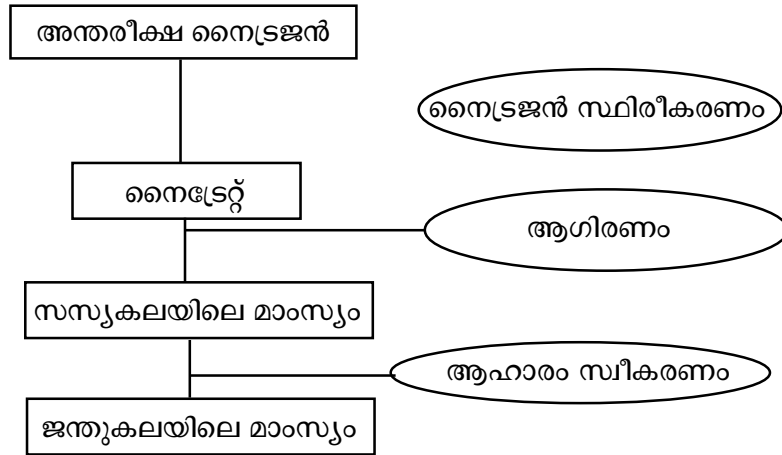 അന്തരീക്ഷ നൈട്രജൻ
നൈട്രജൻ സ്ഥിരീകരണം
നൈട്രേറ്റ്
ആഗിരണം
സസ്യകലയിലെ മാംസ്യം
ആഹാരം സ്വീകരണം
ജന്തുകലയിലെ മാംസ്യം